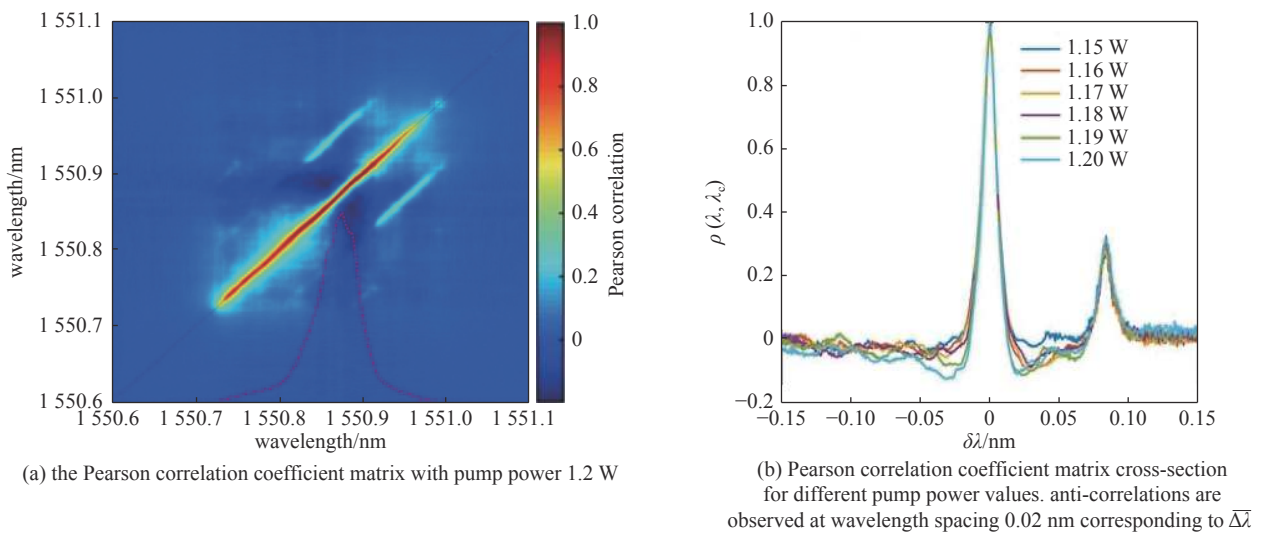 1 551.1
1 551.0
1 550.9
1 550.8
1 550.7
1 550.6
wavelength/nm
1 550.6
1 550.7
1 550.8
1 550.9
1 551.0
1 551.1
wavelength/nm
1.0
0.8
0.6
0.4
0.2
0
Pearson correlation
(a) the Pearson correlation coefficient matrix with pump power 1.2 W
1.0
0.8
0.6
0.4
0.2
0
−0.2
ρ (λ, λc)
1.15 W
1.16 W
1.17 W
1.18 W
1.19 W
1.20 W
−0.15
−0.10
−0.05
0
0.05
0.10
0.15
δλ/nm
(b) Pearson correlation coefficient matrix cross-section
for different pump power values. anti-correlations are
observed at wavelength spacing 0.02 nm corresponding to Δλ̅